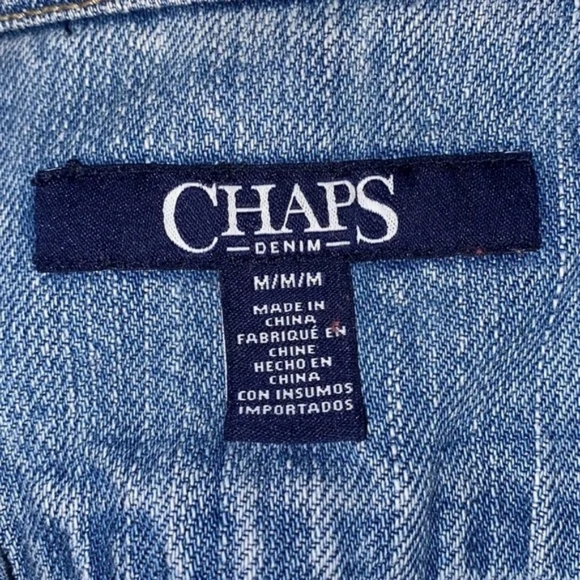 CHAPS
DENIM
M/M/M
MADE IN
CHINA
FABRIQUÉ EN
CHINE
HECHO EN
CHINA
CON INSUMOS
IMPORTADOS